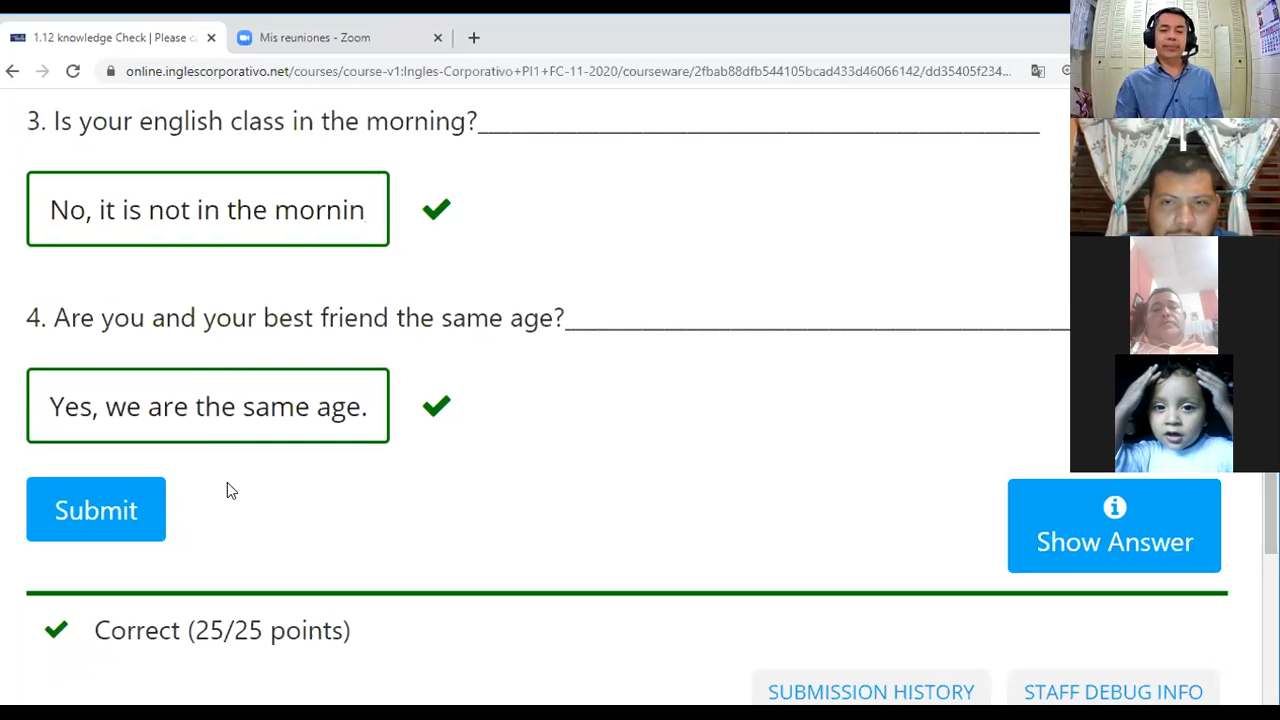 1.12 knowledge Check | Please ca
Mis reuniones - Zoom
online.inglescorporativo.net/courses/course-v1:Ingles-Corporativo+PI1+FC-11-2020/courseware/2fbab88dfb544105bcad433d46066142/dd35405f234...
3. Is your english class in the morning?
No, it is not in the mornin
4. Are you and your best friend the same age?
Yes, we are the same age.
Submit
Show Answer
Correct (25/25 points)
SUBMISSION HISTORY
STAFF DEBUG INFO